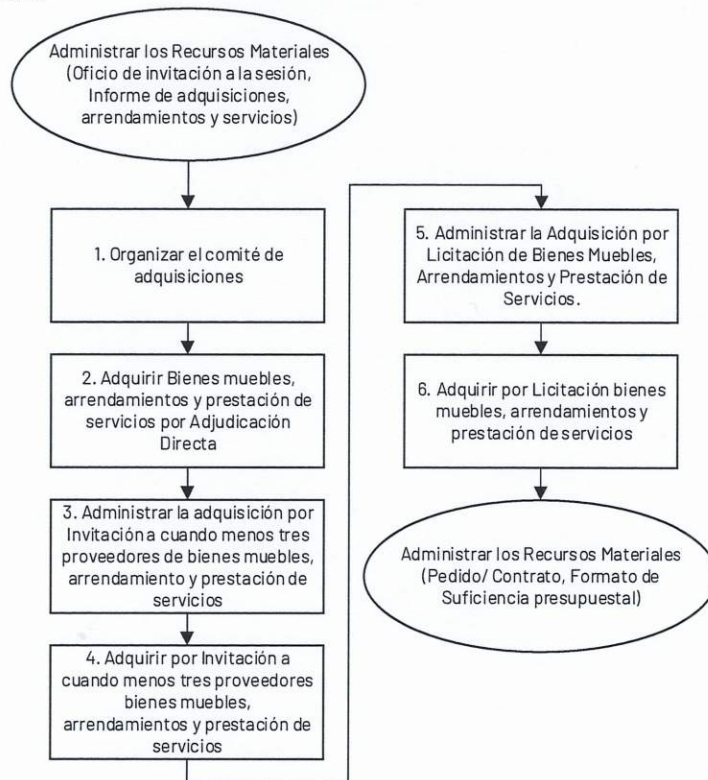 Administrar los Recursos Materiales
(Oficio de invitación a la sesión,
Informe de adquisiciones,
arrendamientos y servicios)
1. Organizar el comité de
adquisiciones
2. Adquirir Bienes muebles,
arrendamientos y prestación de
servicios por Adjudicación
Directa
3. Administrar la adquisición por
Invitación a cuando menos tres
proveedores de bienes muebles,
arrendamiento y prestación de
servicios
4. Adquirir por Invitación a
cuando menos tres proveedores
bienes muebles,
arrendamientos y prestación de
servicios
5. Administrar la Adquisición por
Licitación de Bienes Muebles,
Arrendamientos y Prestación de
Servicios.
6. Adquirir por Licitación bienes
muebles, arrendamientos y
prestación de servicios
Administrar los Recursos Materiales
(Pedido/ Contrato, Formato de
Suficiencia presupuestal)